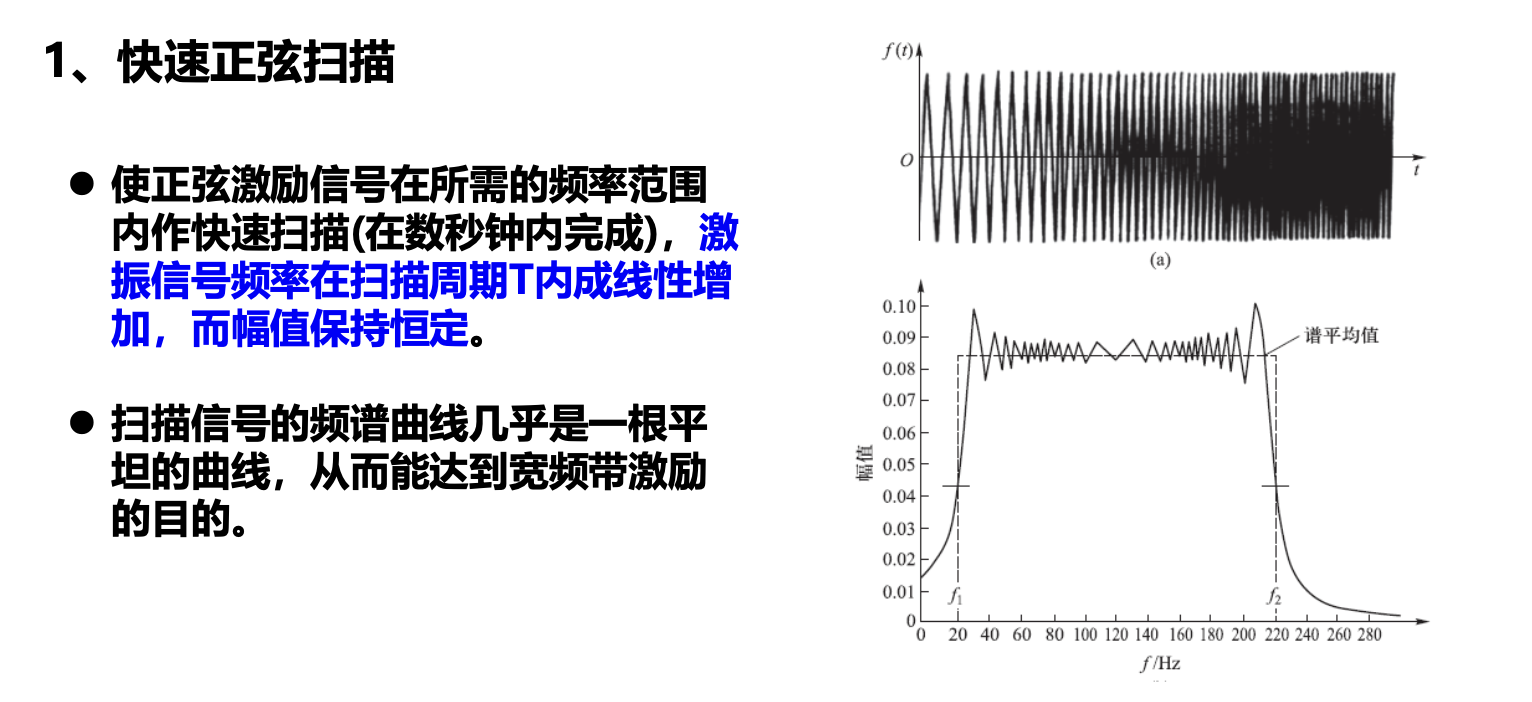 1、快速正弦扫描
● 使正弦激励信号在所需的频率范围
内作快速扫描(在数秒钟内完成)，激
振信号频率在扫描周期T内成线性增
加，而幅值保持恒定。
● 扫描信号的频谱曲线几乎是一根平
坦的曲线，从而能达到宽频带激励
的目的。
f(t)
O
t
(a)
0.10
0.09
谱平均值
0.08
0.07
0.06
0.05
幅值
0.04
0.03
0.02
0.01
f₁
f₂
0
0 20 40 60 80 100 120 140 160 180 200 220 240 260 280
f/Hz